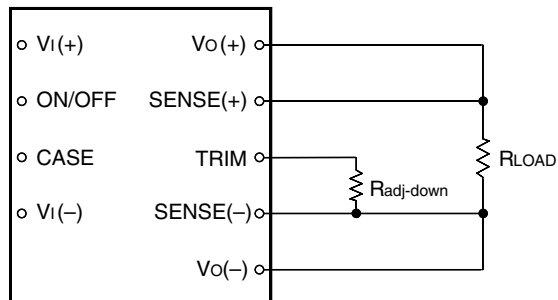 VI(+) VO(+)
ON/OFF SENSE(+)
CASE TRIM RLOAD
Radj-down
VI(–) SENSE(–)
VO(–)